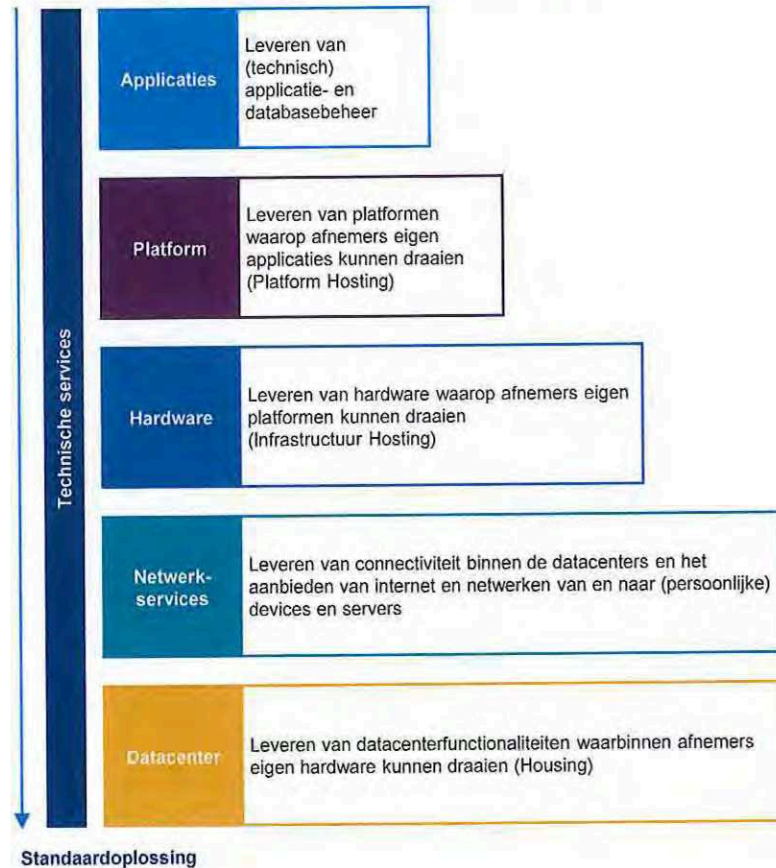 Technische services
Applicaties
Leveren van
(technisch)
applicatie- en
databasebeheer
Platform
Leveren van platformen
waarop afnemers eigen
applicaties kunnen draaien
(Platform Hosting)
Hardware
Leveren van hardware waarop afnemers eigen
platformen kunnen draaien
(Infrastructuur Hosting)
Netwerk-
services
Leveren van connectiviteit binnen de datacenters en het
aanbieden van internet en netwerken van en naar (persoonlijke)
devices en servers
Datacenter
Leveren van datacenterfunctionaliteiten waarbinnen afnemers
eigen hardware kunnen draaien (Housing)
Standaardoplossing